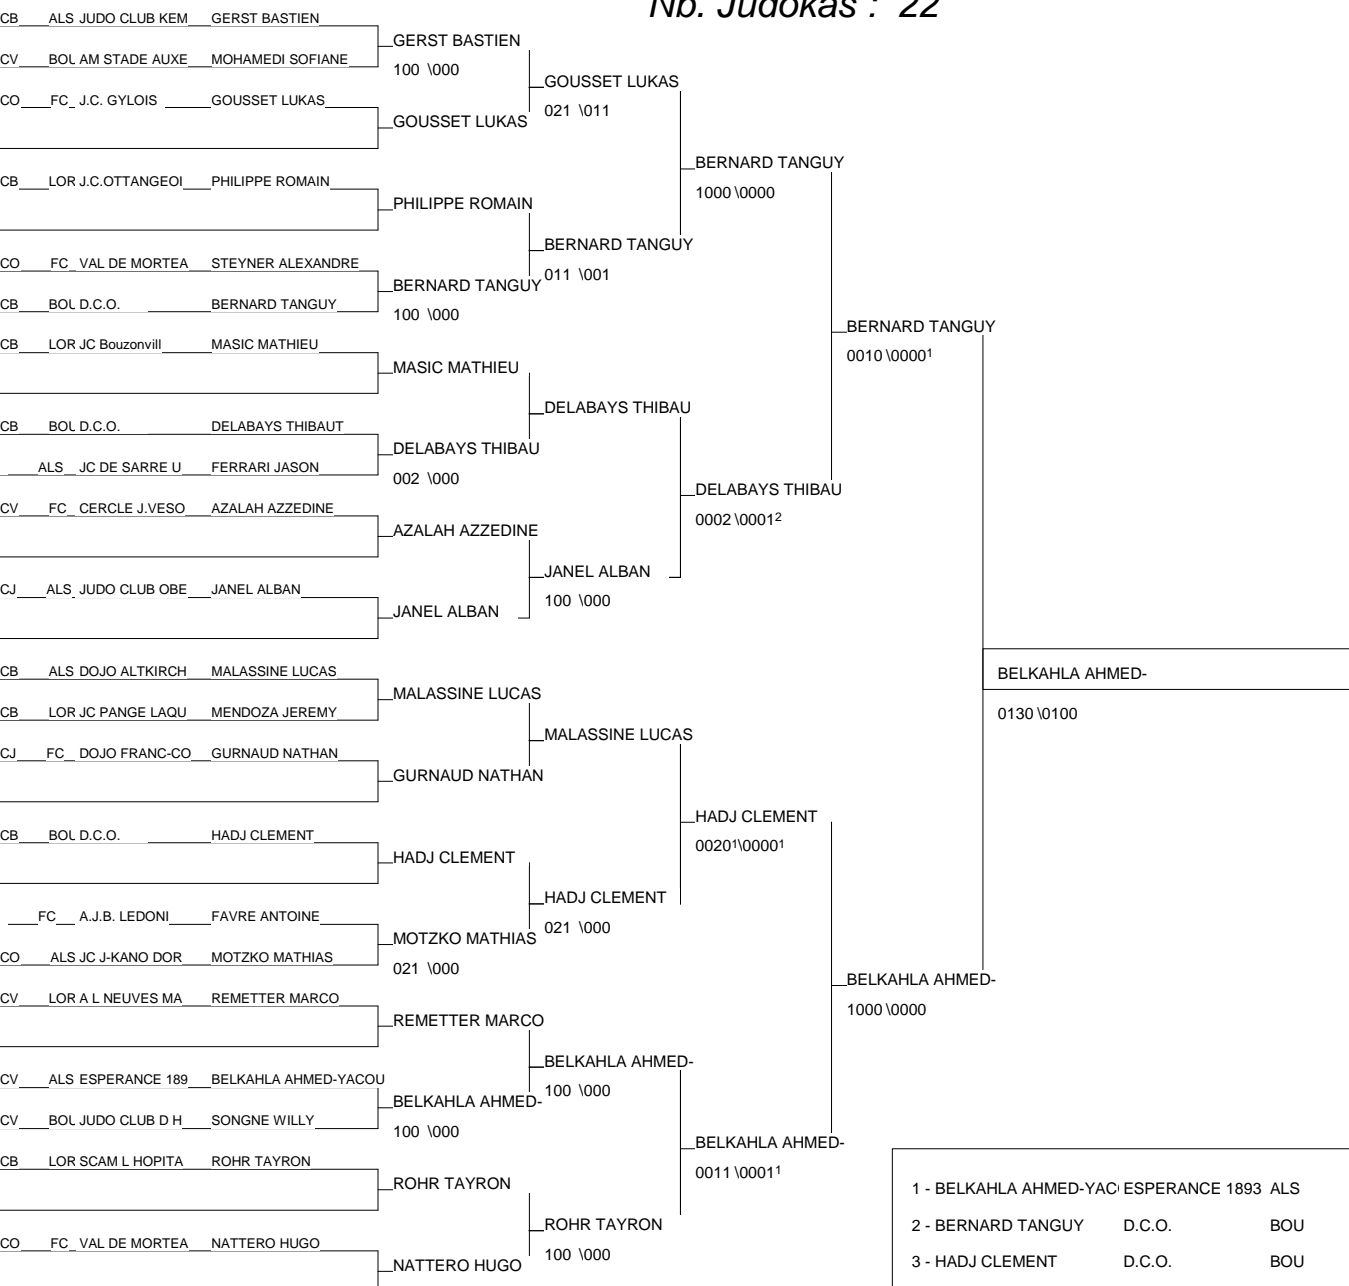 Nb. Judokas : 22
CB ALS JUDO CLUB KEM GERST BASTIEN
GERST BASTIEN
CV BOU AM STADE AUXE MOHAMEDI SOFIANE
100 \000
GOUSSET LUKAS
CO FC J.C. GYLOIS GOUSSET LUKAS
021 \011
GOUSSET LUKAS
BERNARD TANGUY
CB LOR J.C.OTTANGEOI PHILIPPE ROMAIN
1000 \0000
PHILIPPE ROMAIN
BERNARD TANGUY
CO FC VAL DE MORTEA STEYNER ALEXANDRE
011 \001
BERNARD TANGUY
CB BOU D.C.O. BERNARD TANGUY
100 \000
BERNARD TANGUY
CB LOR JC Bouzonvill MASIC MATHIEU
0010 \0000¹
MASIC MATHIEU
DELABAYS THIBAU
CB BOU D.C.O. DELABAYS THIBAUT
DELABAYS THIBAU
ALS JC DE SARRE U FERRARI JASON
002 \000
DELABAYS THIBAU
CV FC CERCLE J.VESO AZALAH AZZEDINE
0002 \0001²
AZALAH AZZEDINE
JANEL ALBAN
CJ ALS JUDO CLUB OBE JANEL ALBAN
100 \000
JANEL ALBAN
CB ALS DOJO ALTKIRCH MALASSINE LUCAS
BELKAHLA AHMED-
MALASSINE LUCAS
CB LOR JC PANGE LAQU MENDOZA JEREMY
0130 \0100
MALASSINE LUCAS
CJ FC DOJO FRANC-CO GURNAUD NATHAN
GURNAUD NATHAN
HADJ CLEMENT
CB BOU D.C.O. HADJ CLEMENT
0020¹\0000¹
HADJ CLEMENT
HADJ CLEMENT
FC A.J.B. LEDONI FAVRE ANTOINE
021 \000
MOTZKO MATHIAS
CO ALS JC J-KANO DOR MOTZKO MATHIAS
021 \000
BELKAHLA AHMED-
CV LOR A L NEUVES MA REMETTER MARCO
1000 \0000
REMETTER MARCO
BELKAHLA AHMED-
CV ALS ESPERANCE 189 BELKAHLA AHMED-YACOU
100 \000
BELKAHLA AHMED-
CV BOU JUDO CLUB D H SONGNE WILLY
100 \000
BELKAHLA AHMED-
CB LOR SCAM L HOPITA ROHR TAYRON
0011 \0001¹
ROHR TAYRON
1 - BELKAHLA AHMED-YAC ESPERANCE 1893 ALS
ROHR TAYRON
2 - BERNARD TANGUY D.C.O. BOU
CO FC VAL DE MORTEA NATTERO HUGO
100 \000
NATTERO HUGO
3 - HADJ CLEMENT D.C.O. BOU